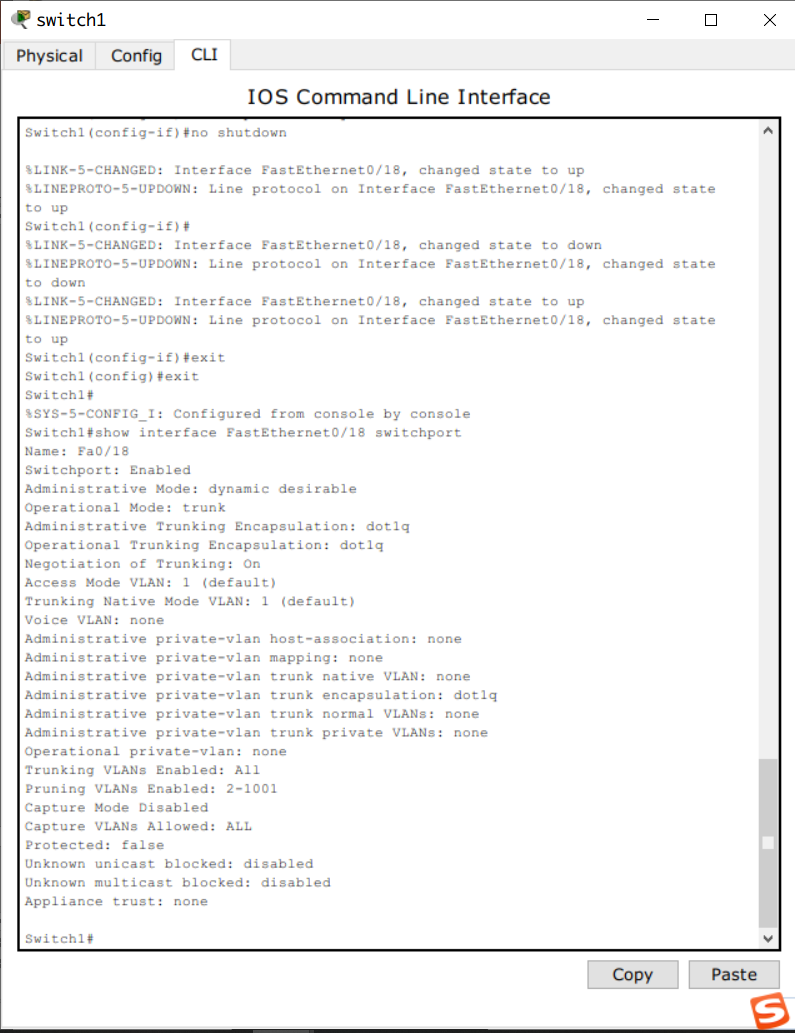 switch1
Physical Config CLI
IOS Command Line Interface
Switch1(config-if)#no shutdown
%LINK-5-CHANGED: Interface FastEthernet0/18, changed state to up
%LINEPROTO-5-UPDOWN: Line protocol on Interface FastEthernet0/18, changed state
to up
Switch1(config-if)#
%LINK-5-CHANGED: Interface FastEthernet0/18, changed state to down
%LINEPROTO-5-UPDOWN: Line protocol on Interface FastEthernet0/18, changed state
to down
%LINK-5-CHANGED: Interface FastEthernet0/18, changed state to up
%LINEPROTO-5-UPDOWN: Line protocol on Interface FastEthernet0/18, changed state
to up
Switch1(config-if)#exit
Switch1(config)#exit
Switch1#
%SYS-5-CONFIG_I: Configured from console by console
Switch1#show interface FastEthernet0/18 switchport
Name: Fa0/18
Switchport: Enabled
Administrative Mode: dynamic desirable
Operational Mode: trunk
Administrative Trunking Encapsulation: dot1q
Operational Trunking Encapsulation: dot1q
Negotiation of Trunking: On
Access Mode VLAN: 1 (default)
Trunking Native Mode VLAN: 1 (default)
Voice VLAN: none
Administrative private-vlan host-association: none
Administrative private-vlan mapping: none
Administrative private-vlan trunk native VLAN: none
Administrative private-vlan trunk encapsulation: dot1q
Administrative private-vlan trunk normal VLANs: none
Administrative private-vlan trunk private VLANs: none
Operational private-vlan: none
Trunking VLANs Enabled: All
Pruning VLANs Enabled: 2-1001
Capture Mode Disabled
Capture VLANs Allowed: ALL
Protected: false
Unknown unicast blocked: disabled
Unknown multicast blocked: disabled
Appliance trust: none
Switch1#
Copy Paste